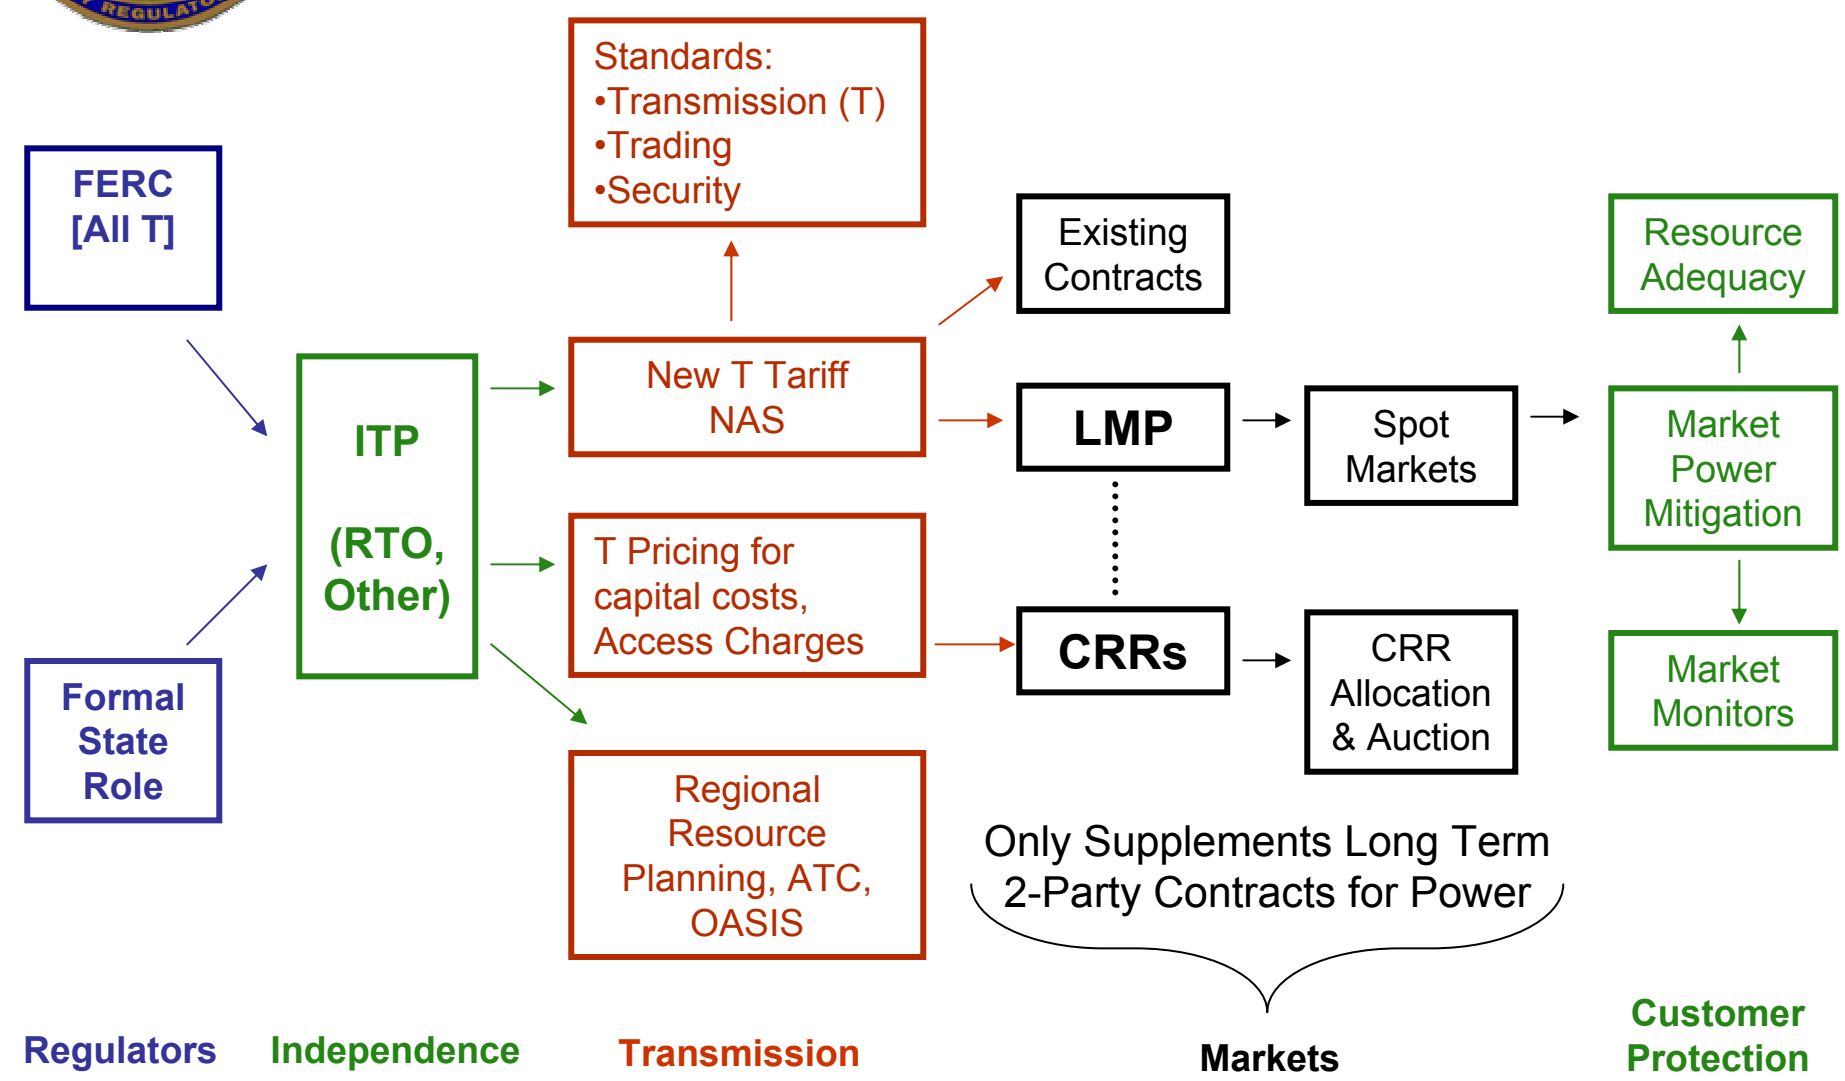 REGULATO
Standards:
•Transmission (T)
•Trading
•Security
FERC
[All T]
Existing
Contracts
Resource
Adequacy
ITP
(RTO,
Other)
New T Tariff
NAS
LMP
Spot
Markets
Market
Power
Mitigation
T Pricing for
capital costs,
Access Charges
CRRs
CRR
Allocation
& Auction
Market
Monitors
Formal
State
Role
Regional
Resource
Planning, ATC,
OASIS
Only Supplements Long Term
2-Party Contracts for Power
Regulators
Independence
Transmission
Markets
Customer
Protection